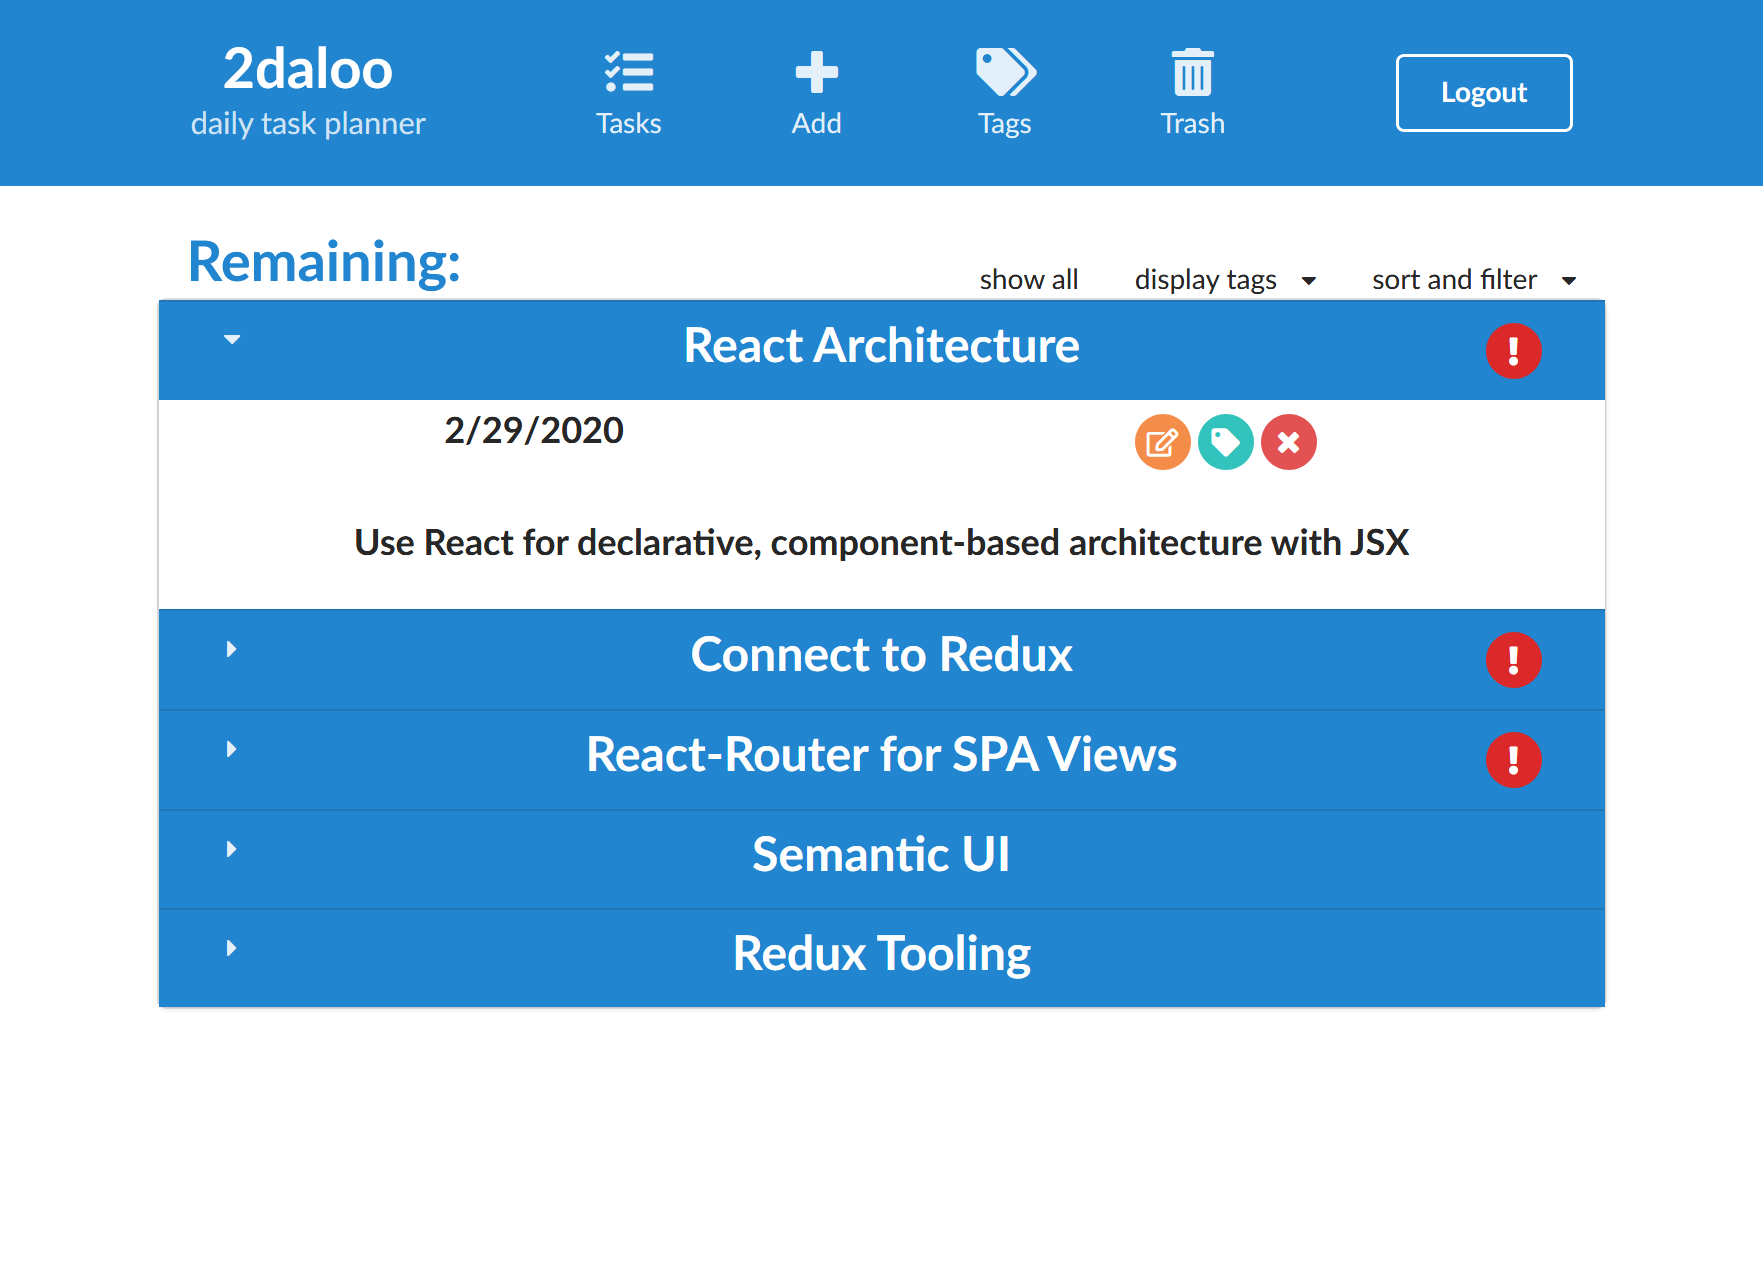 2daloo
daily task planner
Tasks
Add
Tags
Trash
Logout
Remaining:
show all
display tags
sort and filter
React Architecture
2/29/2020
Use React for declarative, component-based architecture with JSX
Connect to Redux
React-Router for SPA Views
Semantic UI
Redux Tooling